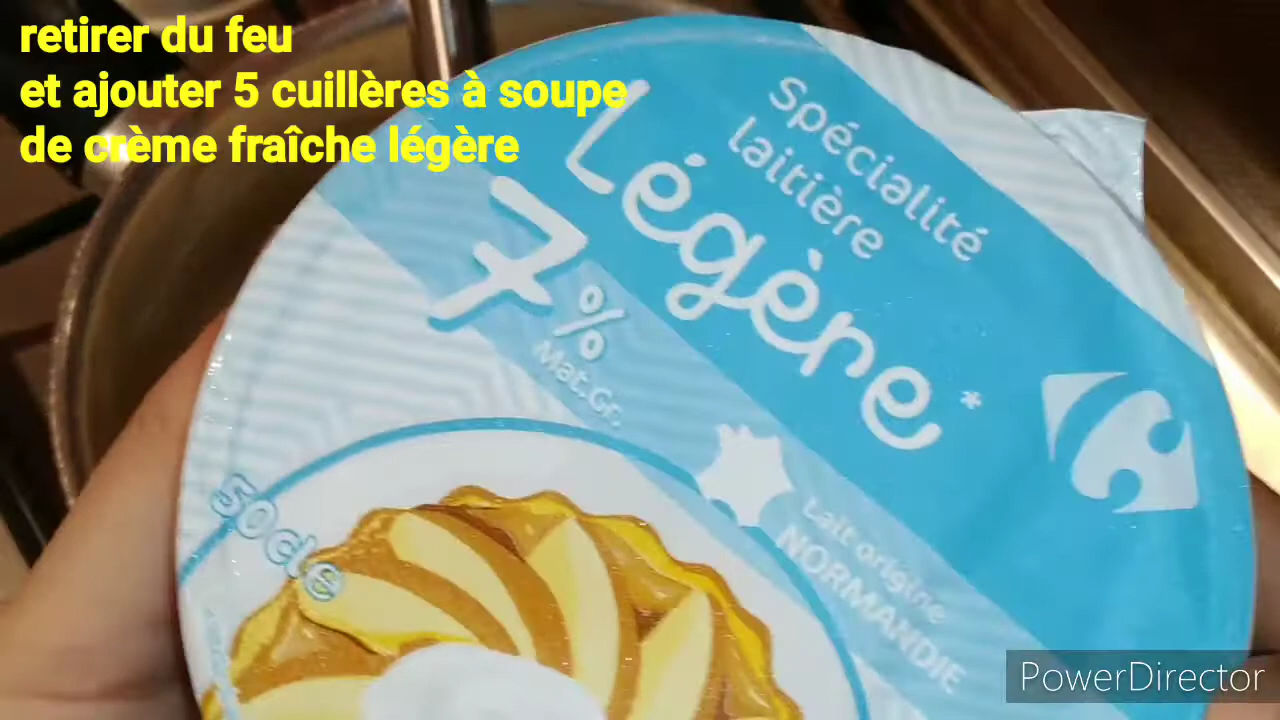 retirer du feu
et ajouter 5 cuillères à soupe
de crème fraîche légère
Spécialité
laitière
Légère*
7%
Mat.Gr.
Lait origine
NORMANDIE
50cl e
PowerDirector